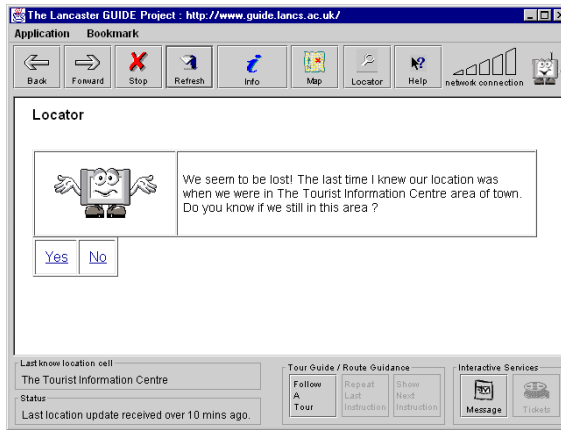 The Lancaster GUIDE Project : http://www.guide.lancs.ac.uk/
Application Bookmark
Back Forward Stop Refresh Info Map Locator Help network connection
Locator
We seem to be lost! The last time I knew our location was
when we were in The Tourist Information Centre area of town.
Do you know if we still in this area ?
Yes No
Last know location cell
The Tourist Information Centre
Status
Last location update received over 10 mins ago.
Tour Guide / Route Guidance
Follow
A
Tour
Repeat
Last
Instruction
Show
Next
Instruction
Interactive Services
Message Tickets